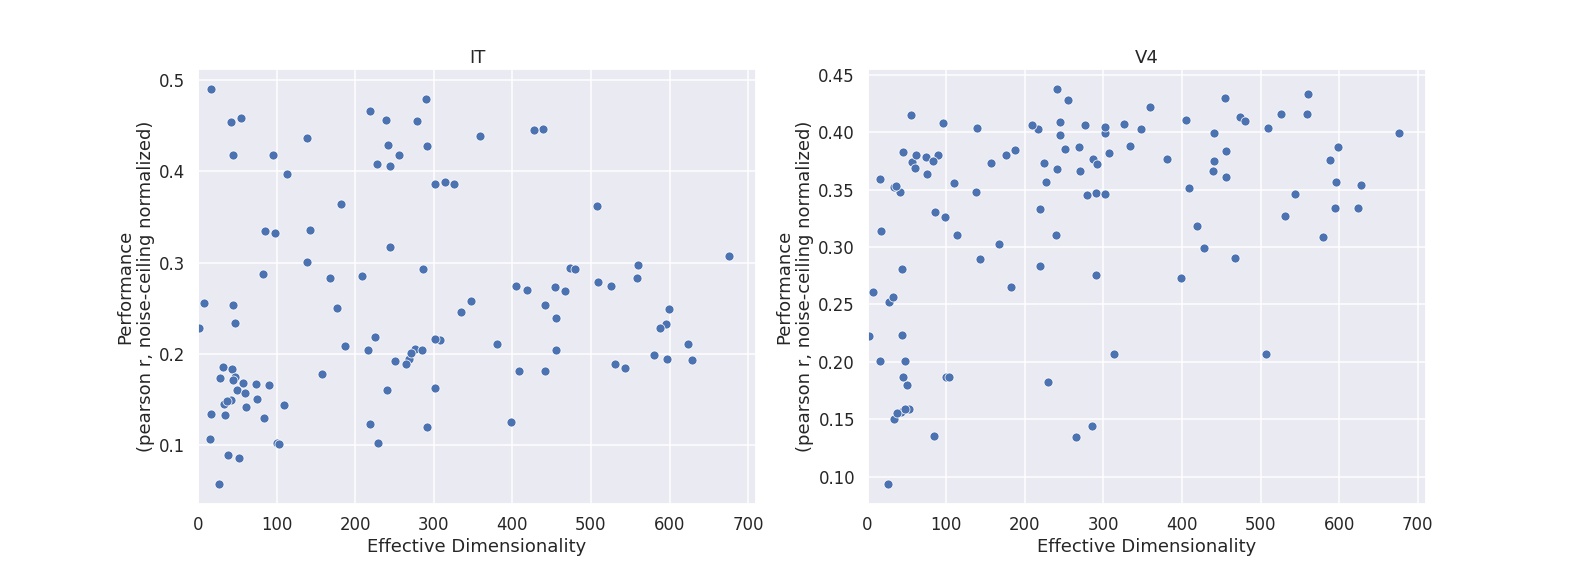 IT
0.5
0.4
0.3
0.2
0.1
Performance
(pearson r, noise-ceiling normalized)
0 100 200 300 400 500 600 700
Effective Dimensionality
V4
0.45
0.40
0.35
0.30
0.25
0.20
0.15
0.10
Performance
(pearson r, noise-ceiling normalized)
0 100 200 300 400 500 600 700
Effective Dimensionality